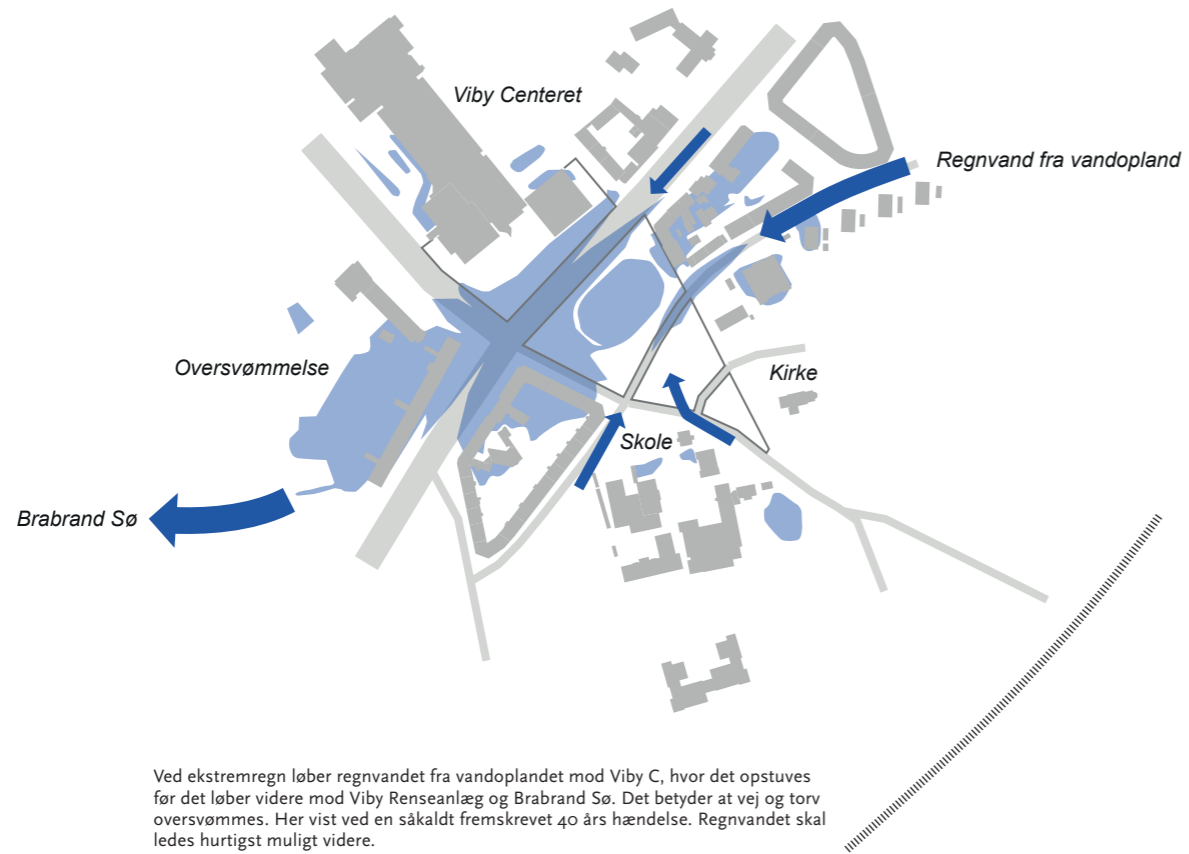 Viby Centeret
Regnvand fra vandopland
Oversvømmelse
Kirke
Skole
Brabrand Sø
Ved ekstremregn løber regnvandet fra vandoplandet mod Viby C, hvor det opstuves
før det løber videre mod Viby Renseanlæg og Brabrand Sø. Det betyder at vej og torv
oversvømmes. Her vist ved en såkaldt fremskrevet 40 års hændelse. Regnvandet skal
ledes hurtigst muligt videre.